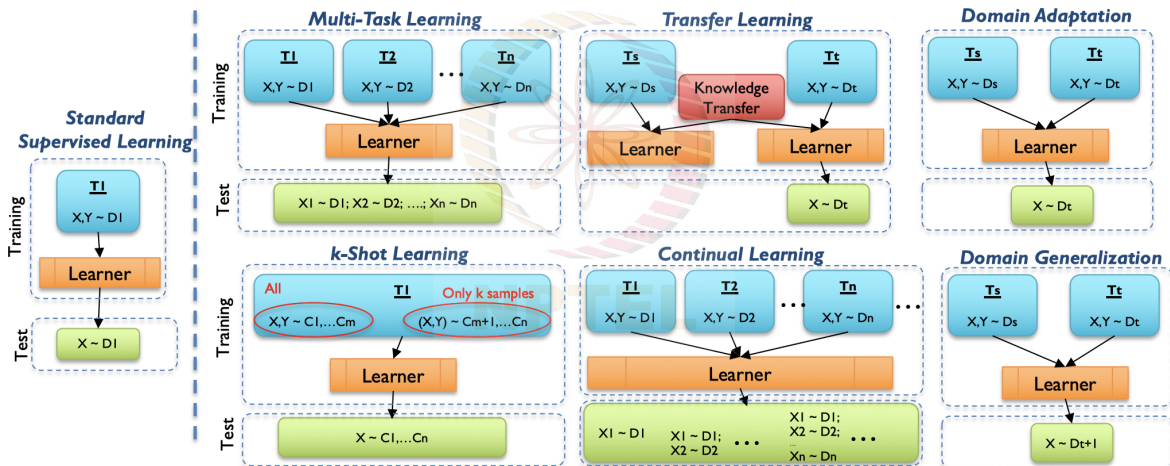 Standard
Supervised Learning
Training
T1
X,Y ~ D1
Learner
Test
X ~ D1
Multi-Task Learning
Training
T1
X,Y ~ D1
T2
X,Y ~ D2
...
Tn
X,Y ~ Dn
Learner
Test
X1 ~ D1; X2 ~ D2; ....; Xn ~ Dn
Transfer Learning
Ts
X,Y ~ Ds
Knowledge
Transfer
Tt
X,Y ~ Dt
Learner
Learner
X ~ Dt
Domain Adaptation
Ts
X,Y ~ Ds
Tt
X,Y ~ Dt
Learner
X ~ Dt
k-Shot Learning
Training
All
T1
Only k samples
X,Y ~ C1,...Cm
(X,Y) ~ Cm+1,...Cn
Learner
Test
X ~ C1,...Cn
Continual Learning
T1
X,Y ~ D1
T2
X,Y ~ D2
...
Tn
X,Y ~ Dn
...
Learner
X1 ~ D1
X1 ~ D1;
X2 ~ D2
...
X1 ~ D1;
X2 ~ D2;
...
Xn ~ Dn
...
Domain Generalization
Ts
X,Y ~ Ds
Tt
X,Y ~ Dt
Learner
X ~ Dt+1
NPTEL